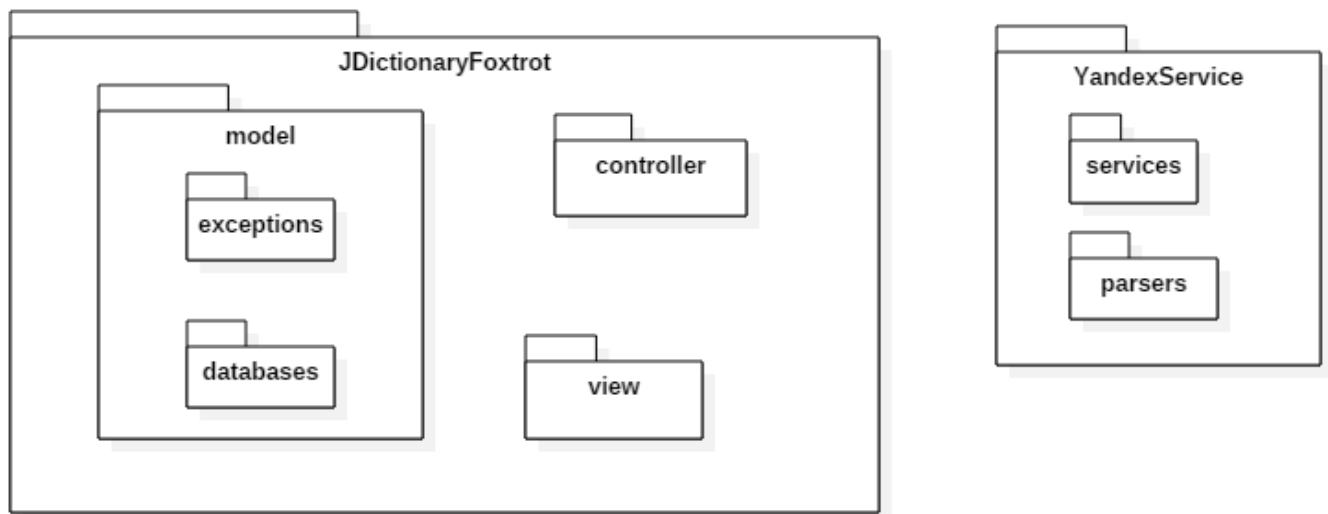 JDictionaryFoxtrot
model
exceptions
databases
controller
view
YandexService
services
parsers